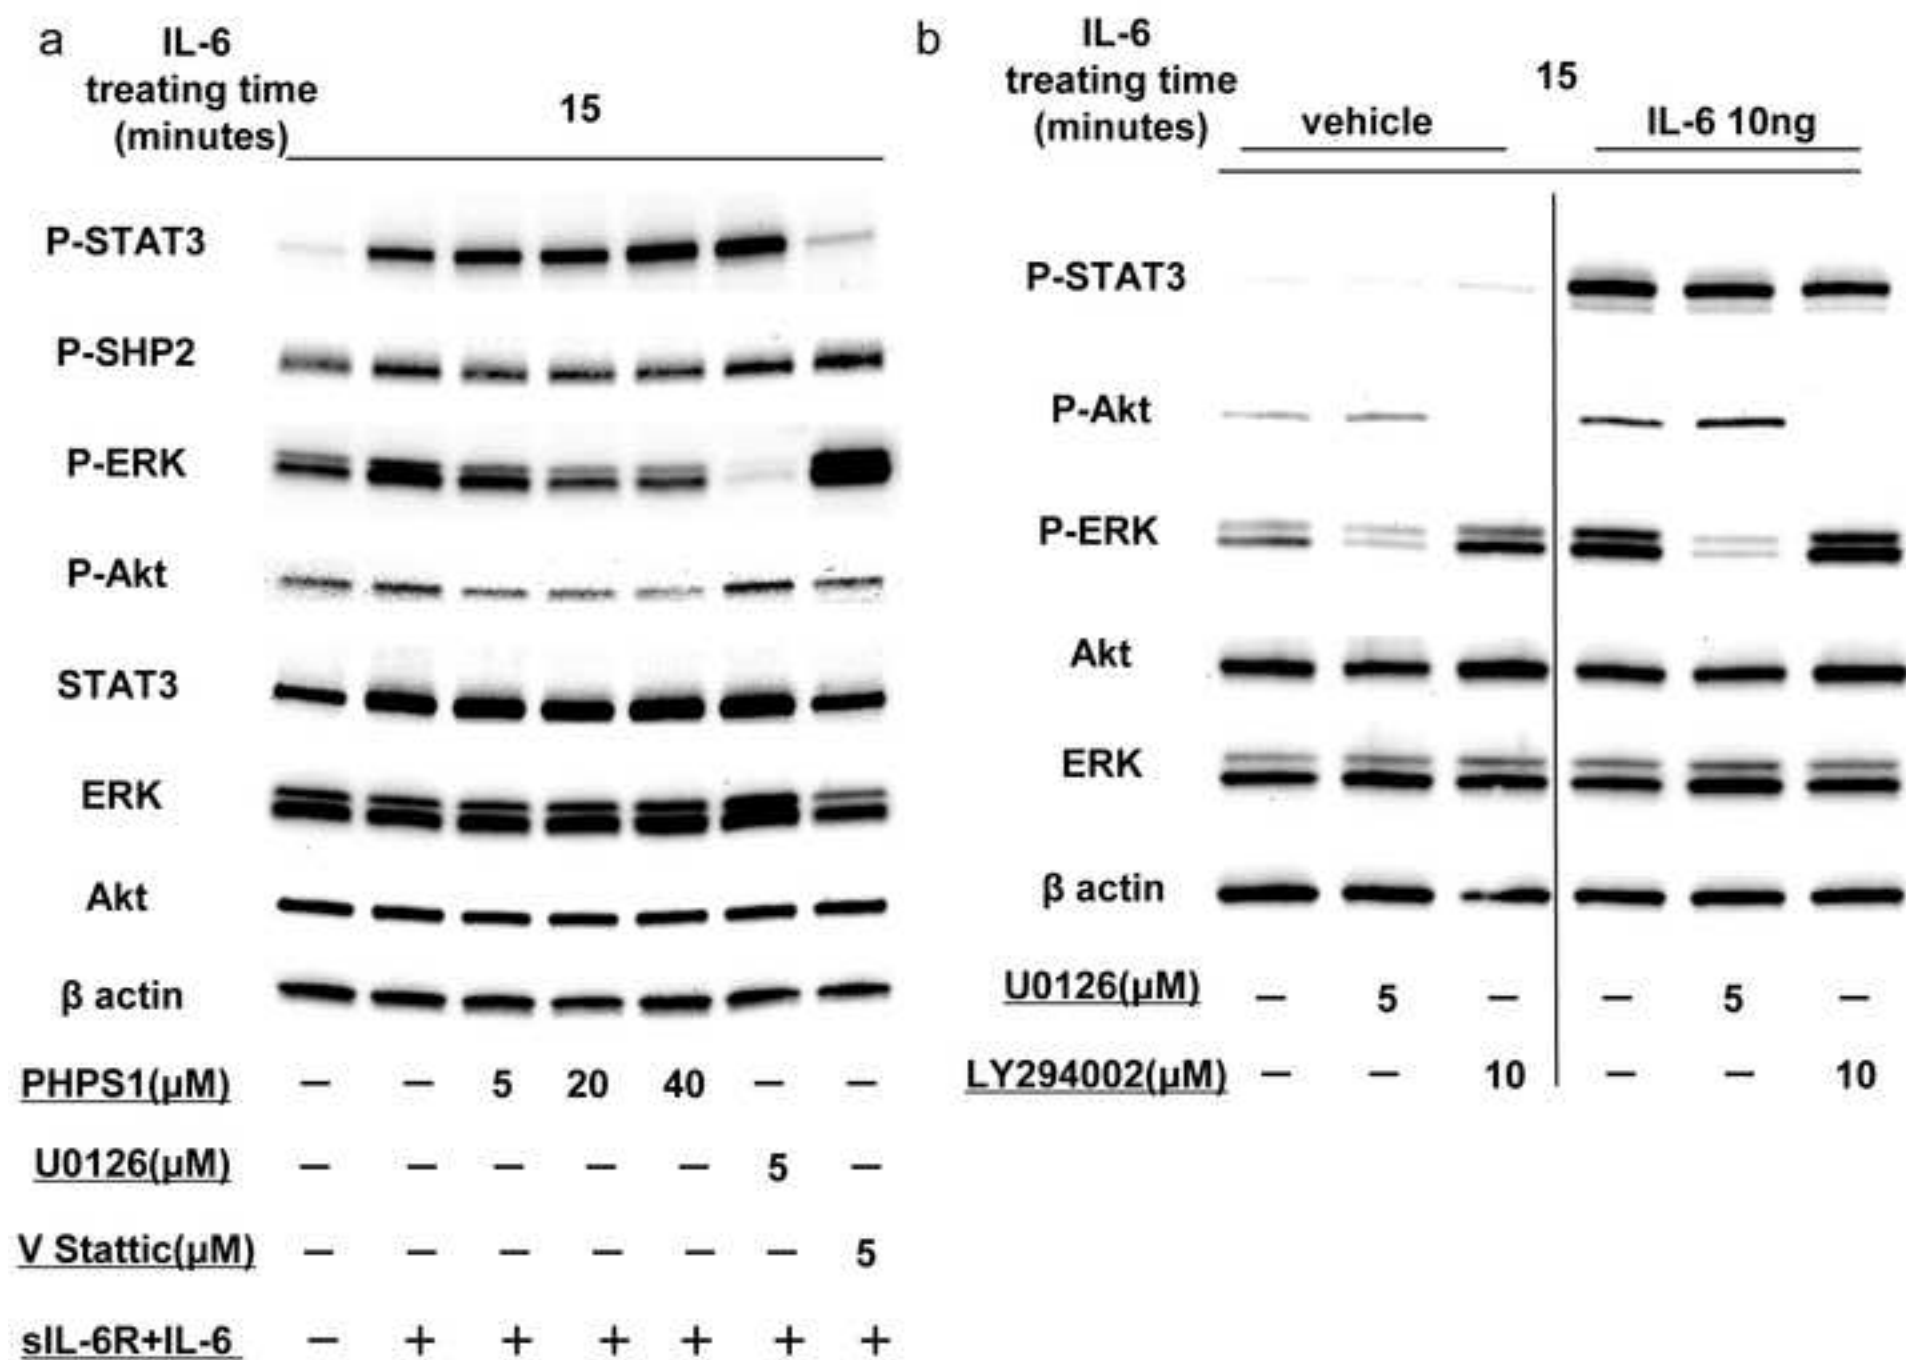 a
IL-6
treating time
(minutes)
15
P-STAT3
P-SHP2
P-ERK
P-Akt
STAT3
ERK
Akt
β actin
PHPS1(µM) – – 5 20 40 – –
U0126(µM) – – – – – 5 –
V Stattic(µM) – – – – – – 5
sIL-6R+IL-6 – + + + + + +
b
IL-6
treating time
(minutes)
15
vehicle IL-6 10ng
P-STAT3
P-Akt
P-ERK
Akt
ERK
β actin
U0126(µM) – 5 – – 5 –
LY294002(µM) – – 10 – – 10